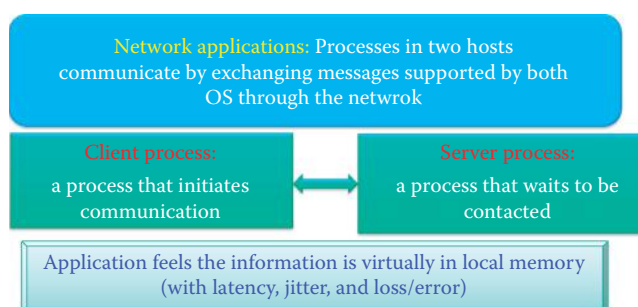 Network applications: Processes in two hosts
communicate by exchanging messages supported by both
OS through the netwrok
Client process:
a process that initiates
communication
Server process:
a process that waits to be
contacted
Application feels the information is virtually in local memory
(with latency, jitter, and loss/error)